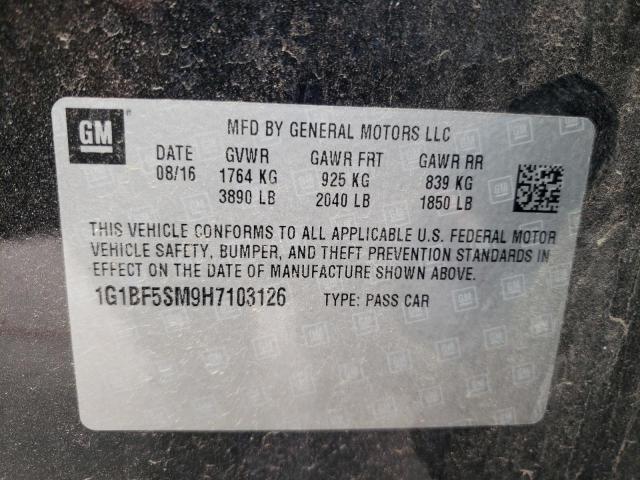 GM
MFD BY GENERAL MOTORS LLC
DATE GVWR GAWR FRT GAWR RR
08/16 1764 KG 925 KG 839 KG
3890 LB 2040 LB 1850 LB
THIS VEHICLE CONFORMS TO ALL APPLICABLE U.S. FEDERAL MOTOR
VEHICLE SAFETY, BUMPER, AND THEFT PREVENTION STANDARDS IN
EFFECT ON THE DATE OF MANUFACTURE SHOWN ABOVE.
1G1BF5SM9H7103126 TYPE: PASS CAR